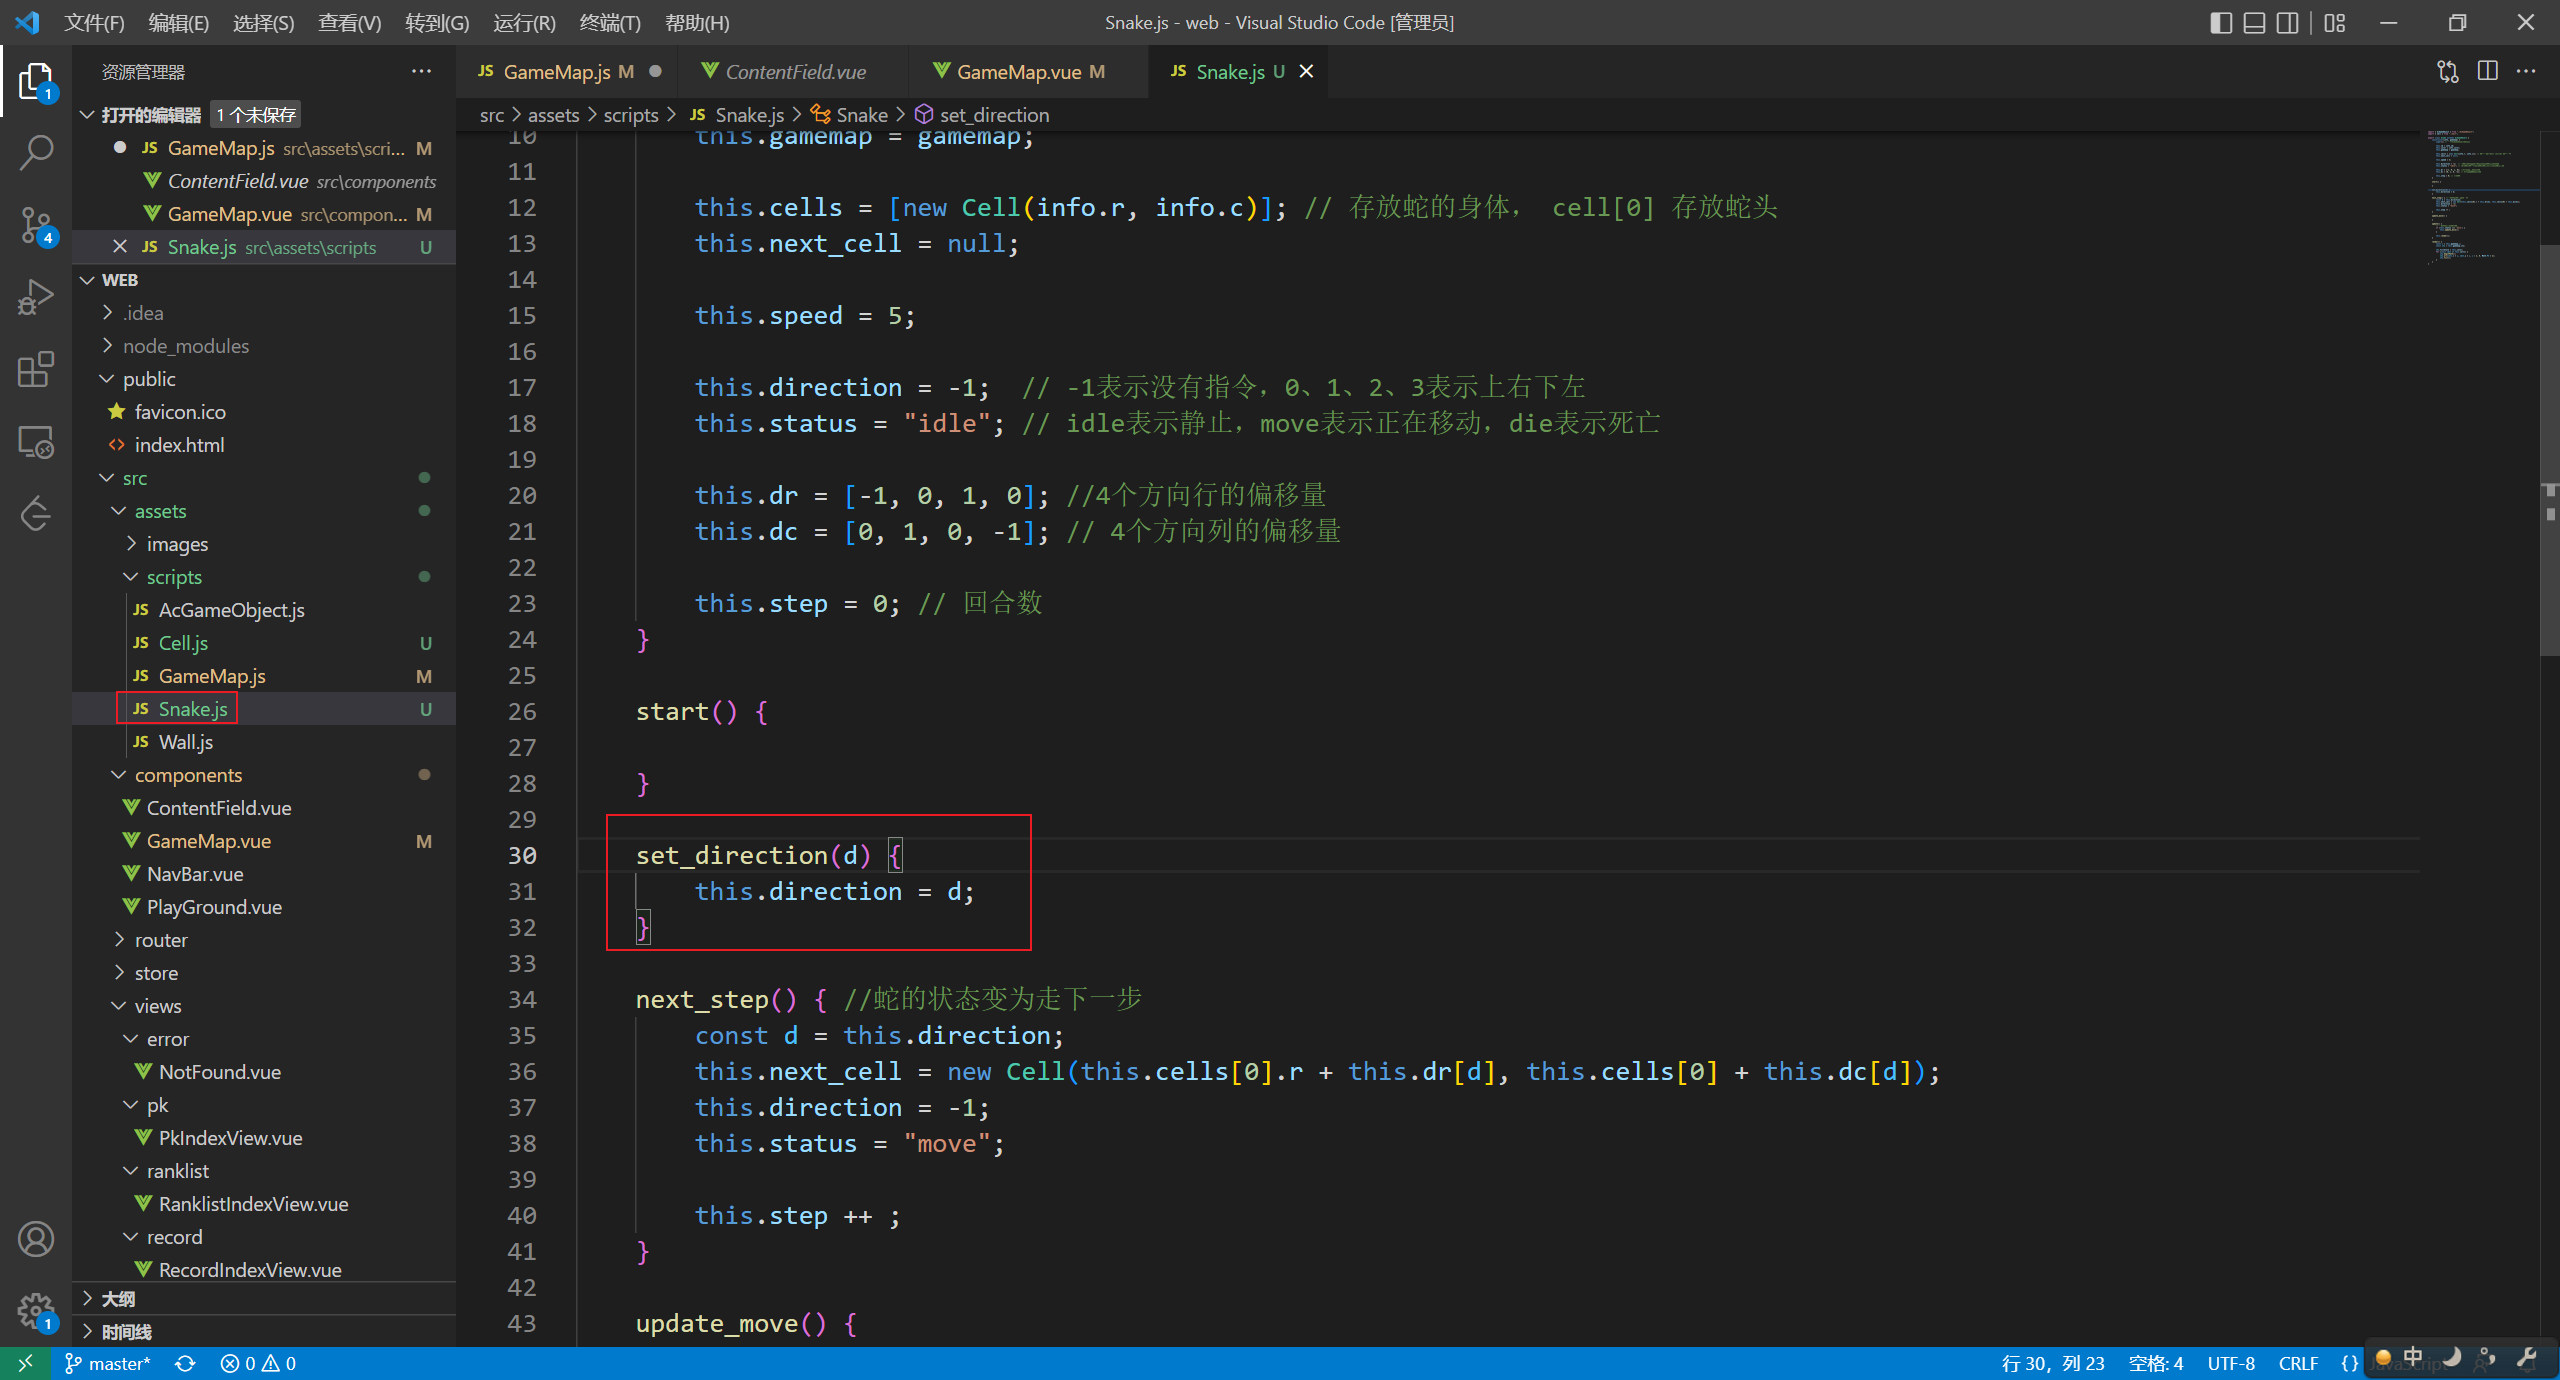 文件(F) 编辑(E) 选择(S) 查看(V) 转到(G) 运行(R) 终端(T) 帮助(H) Snake.js - web - Visual Studio Code [管理员]
资源管理器
打开的编辑器 1 个未保存
JS GameMap.js src\assets\scri... M
ContentField.vue src\components
GameMap.vue src\compon... M
JS Snake.js src\assets\scripts U
WEB
.idea
node_modules
public
favicon.ico
index.html
src
assets
images
scripts
JS AcGameObject.js
JS Cell.js U
JS GameMap.js M
JS Snake.js U
JS Wall.js
components
ContentField.vue
GameMap.vue M
NavBar.vue
PlayGround.vue
router
store
views
error
NotFound.vue
pk
PkIndexView.vue
ranklist
RanklistIndexView.vue
record
RecordIndexView.vue
大纲
时间线
1
4
1
JS GameMap.js M ContentField.vue GameMap.vue M JS Snake.js U
src > assets > scripts > JS Snake.js > Snake > set_direction
10 this.gamemap = gamemap;
11
12 this.cells = [new Cell(info.r, info.c)]; // 存放蛇的身体， cell[0] 存放蛇头
13 this.next_cell = null;
14
15 this.speed = 5;
16
17 this.direction = -1; // -1表示没有指令，0、1、2、3表示上右下左
18 this.status = "idle"; // idle表示静止，move表示正在移动，die表示死亡
19
20 this.dr = [-1, 0, 1, 0]; //4个方向行的偏移量
21 this.dc = [0, 1, 0, -1]; // 4个方向列的偏移量
22
23 this.step = 0; // 回合数
24 }
25
26 start() {
27
28 }
29
30 set_direction(d) {
31 this.direction = d;
32 }
33
34 next_step() { //蛇的状态变为走下一步
35 const d = this.direction;
36 this.next_cell = new Cell(this.cells[0].r + this.dr[d], this.cells[0] + this.dc[d]);
37 this.direction = -1;
38 this.status = "move";
39
40 this.step ++ ;
41 }
42
43 update_move() {
master* 0 0 行 30，列 23 空格: 4 UTF-8 CRLF {} JavaScript 中